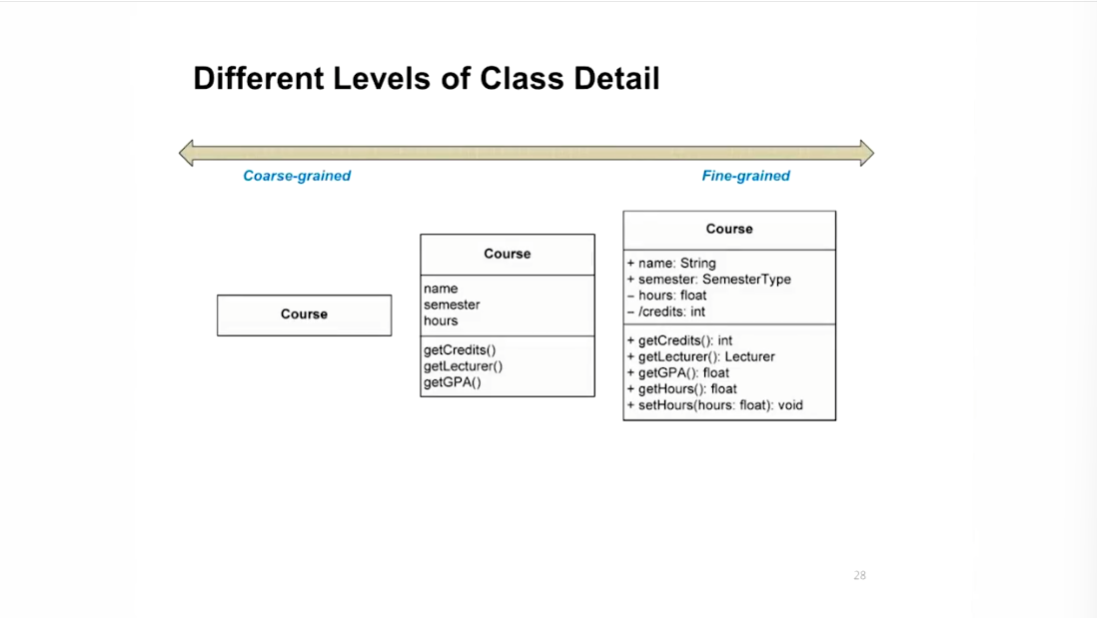 Different Levels of Class Detail
Coarse-grained
Fine-grained
Course
Course
name
semester
hours
getCredits()
getLecturer()
getGPA()
Course
+ name: String
+ semester: SemesterType
– hours: float
– /credits: int
+ getCredits(): int
+ getLecturer(): Lecturer
+ getGPA(): float
+ getHours(): float
+ setHours(hours: float): void
28